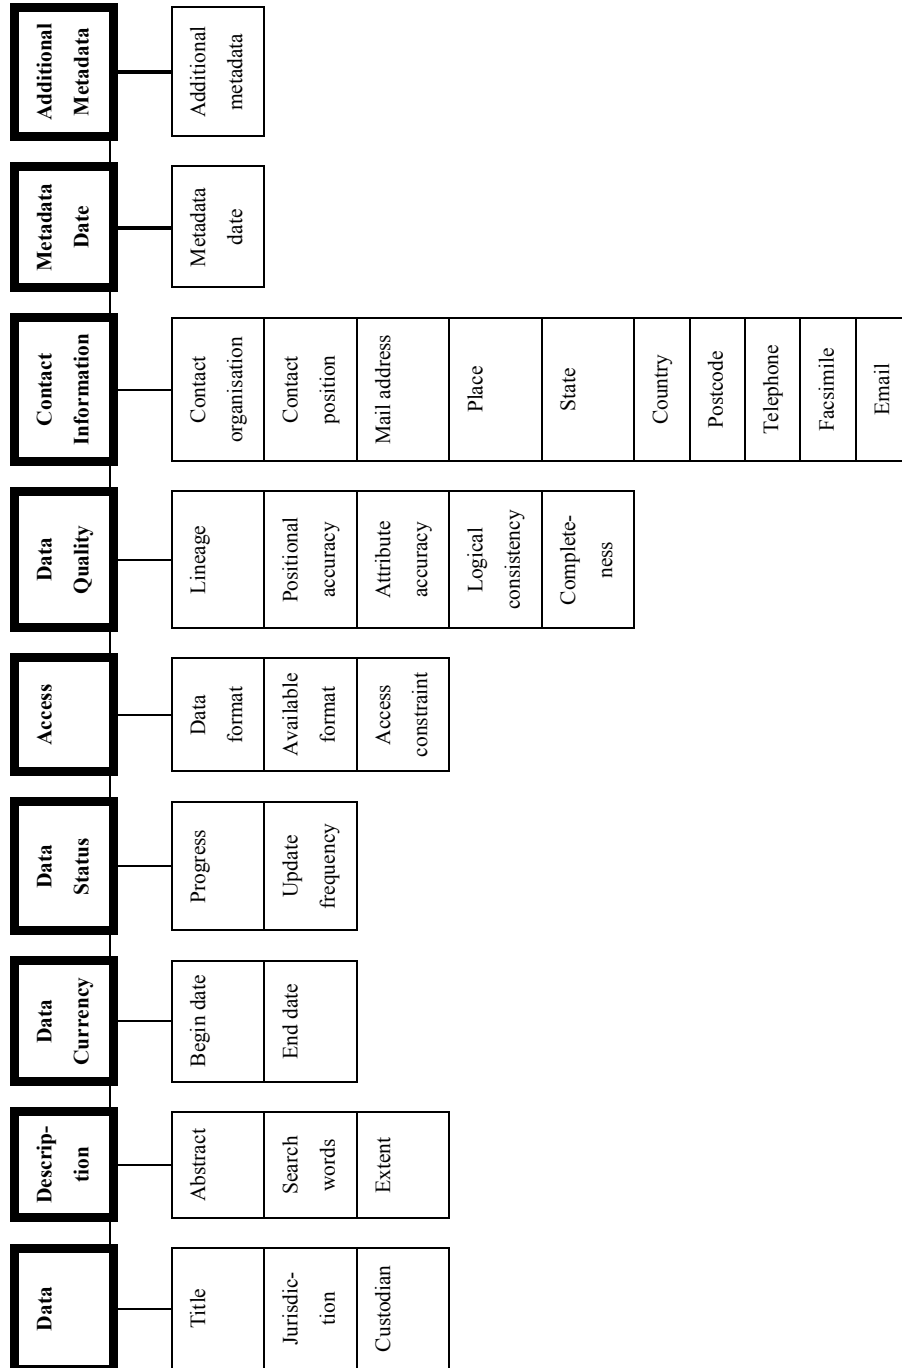 Data
Title
Jurisdic-
tion
Custodian
Descrip-
tion
Abstract
Search
words
Extent
Data
Currency
Begin date
End date
Data
Status
Progress
Update
frequency
Access
Data
format
Available
format
Access
constraint
Data
Quality
Lineage
Positional
accuracy
Attribute
accuracy
Logical
consistency
Complete-
ness
Contact
Information
Contact
organisation
Contact
position
Mail address
Place
State
Country
Postcode
Telephone
Facsimile
Email
Metadata
Date
Metadata
date
Additional
Metadata
Additional
metadata